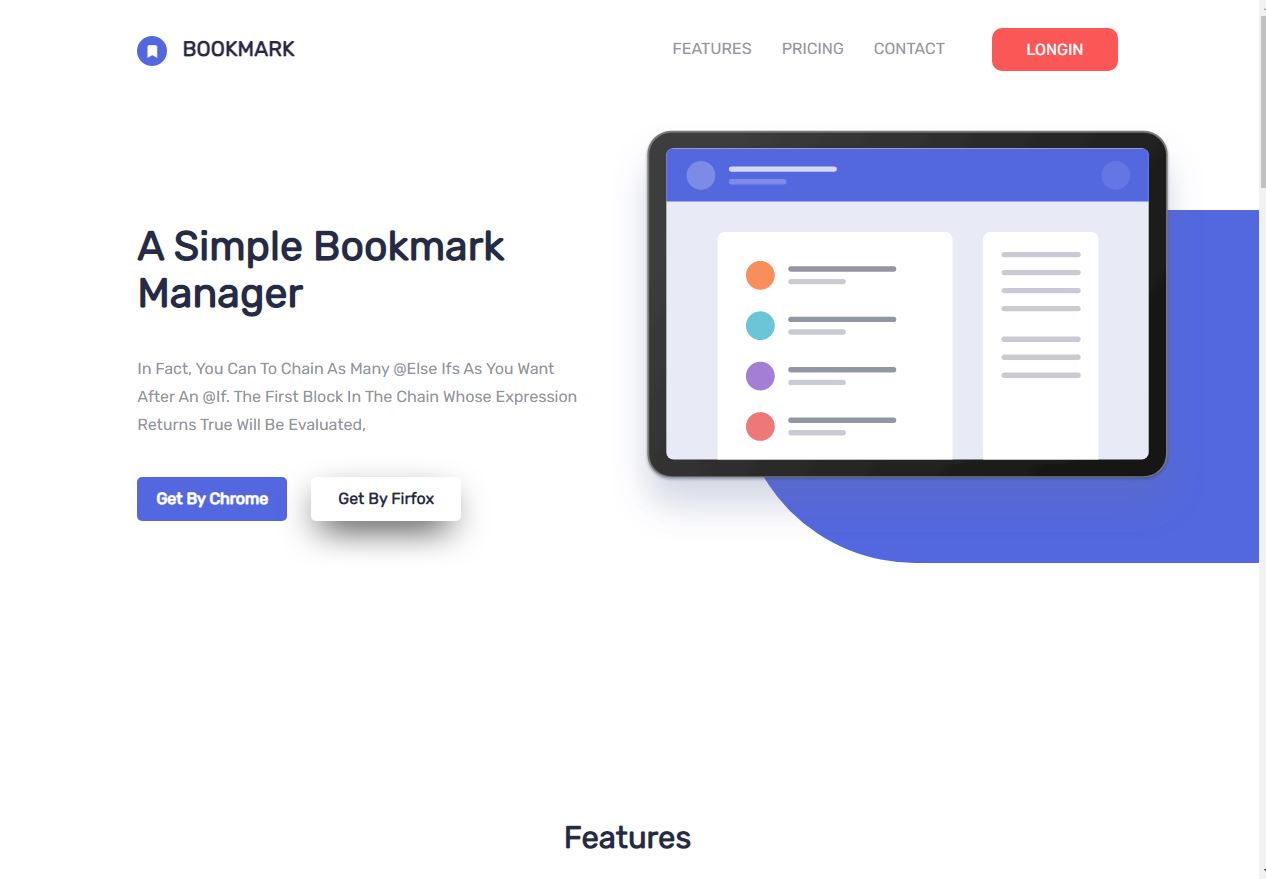 BOOKMARK
FEATURES PRICING CONTACT LONGIN
A Simple Bookmark
Manager
In Fact, You Can To Chain As Many @Else Ifs As You Want
After An @If. The First Block In The Chain Whose Expression
Returns True Will Be Evaluated,
Get By Chrome Get By Firfox
Features